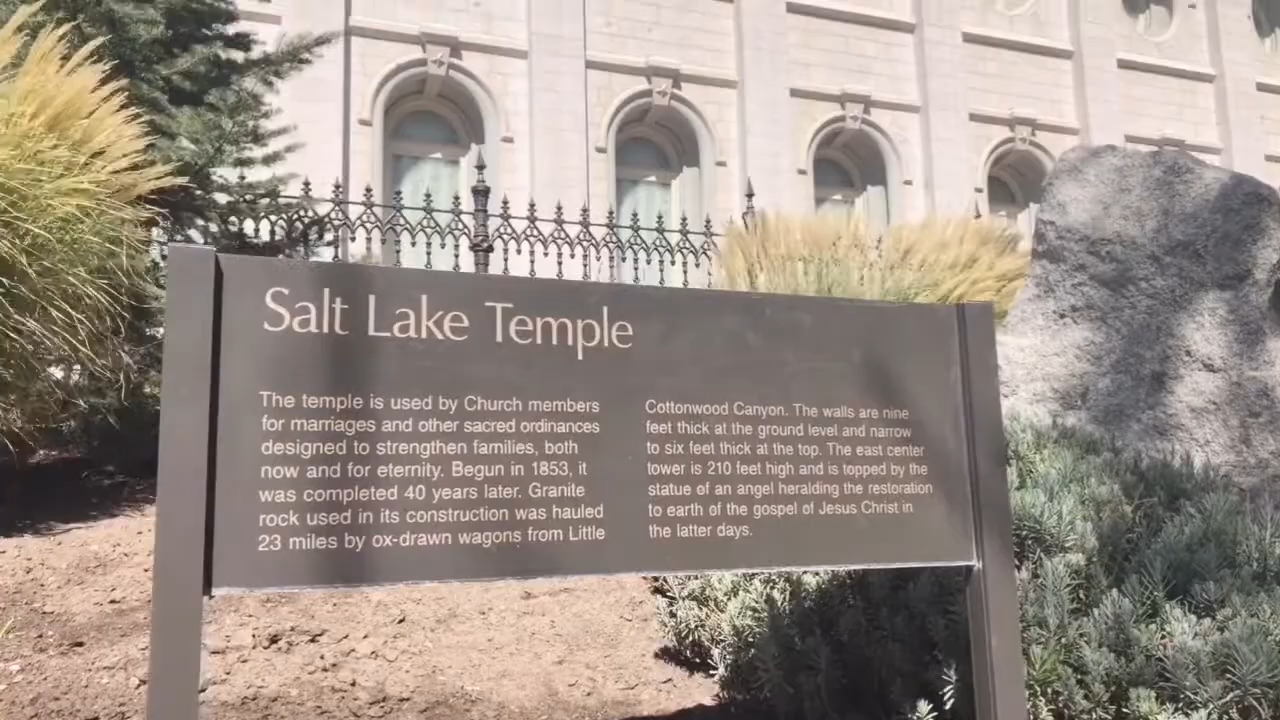 Salt Lake Temple
The temple is used by Church members
for marriages and other sacred ordinances
designed to strengthen families, both
now and for eternity. Begun in 1853, it
was completed 40 years later. Granite
rock used in its construction was hauled
23 miles by ox-drawn wagons from Little
Cottonwood Canyon. The walls are nine
feet thick at the ground level and narrow
to six feet thick at the top. The east center
tower is 210 feet high and is topped by the
statue of an angel heralding the restoration
to earth of the gospel of Jesus Christ in
the latter days.